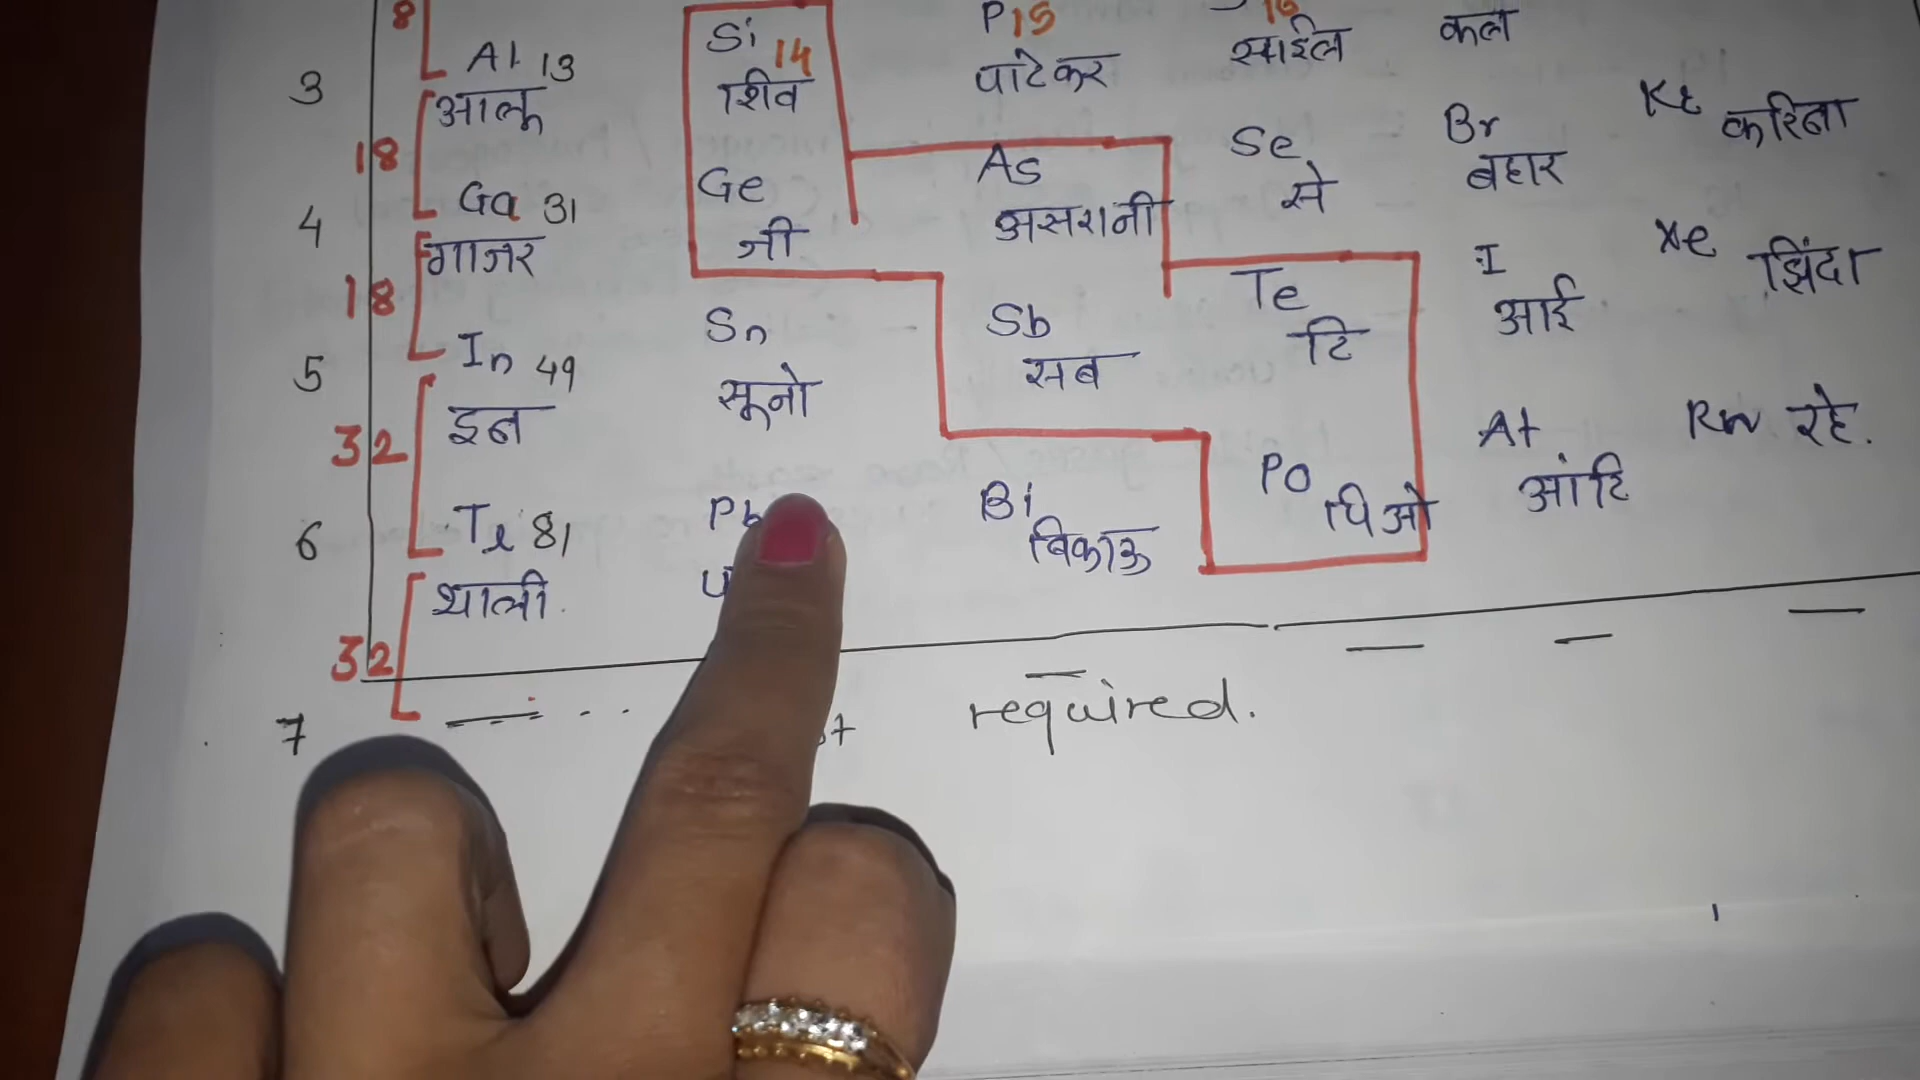 8
Al 13 Si 14 P 15 16
3 आलू शिव पाटेकर स्टाईल कल
18
Ga 31 Ge As Se Br Kr करिना
4 गाजर जी असरानी से बहार
18
In 49 Sn Sb Te I Xe झिंदा
5 इन सूनो सब टि आई
32
Tl 81 Pb Bi Po At Rn रहे.
6 थाली. बिकाऊ पिओ आंटि
32
7 required.